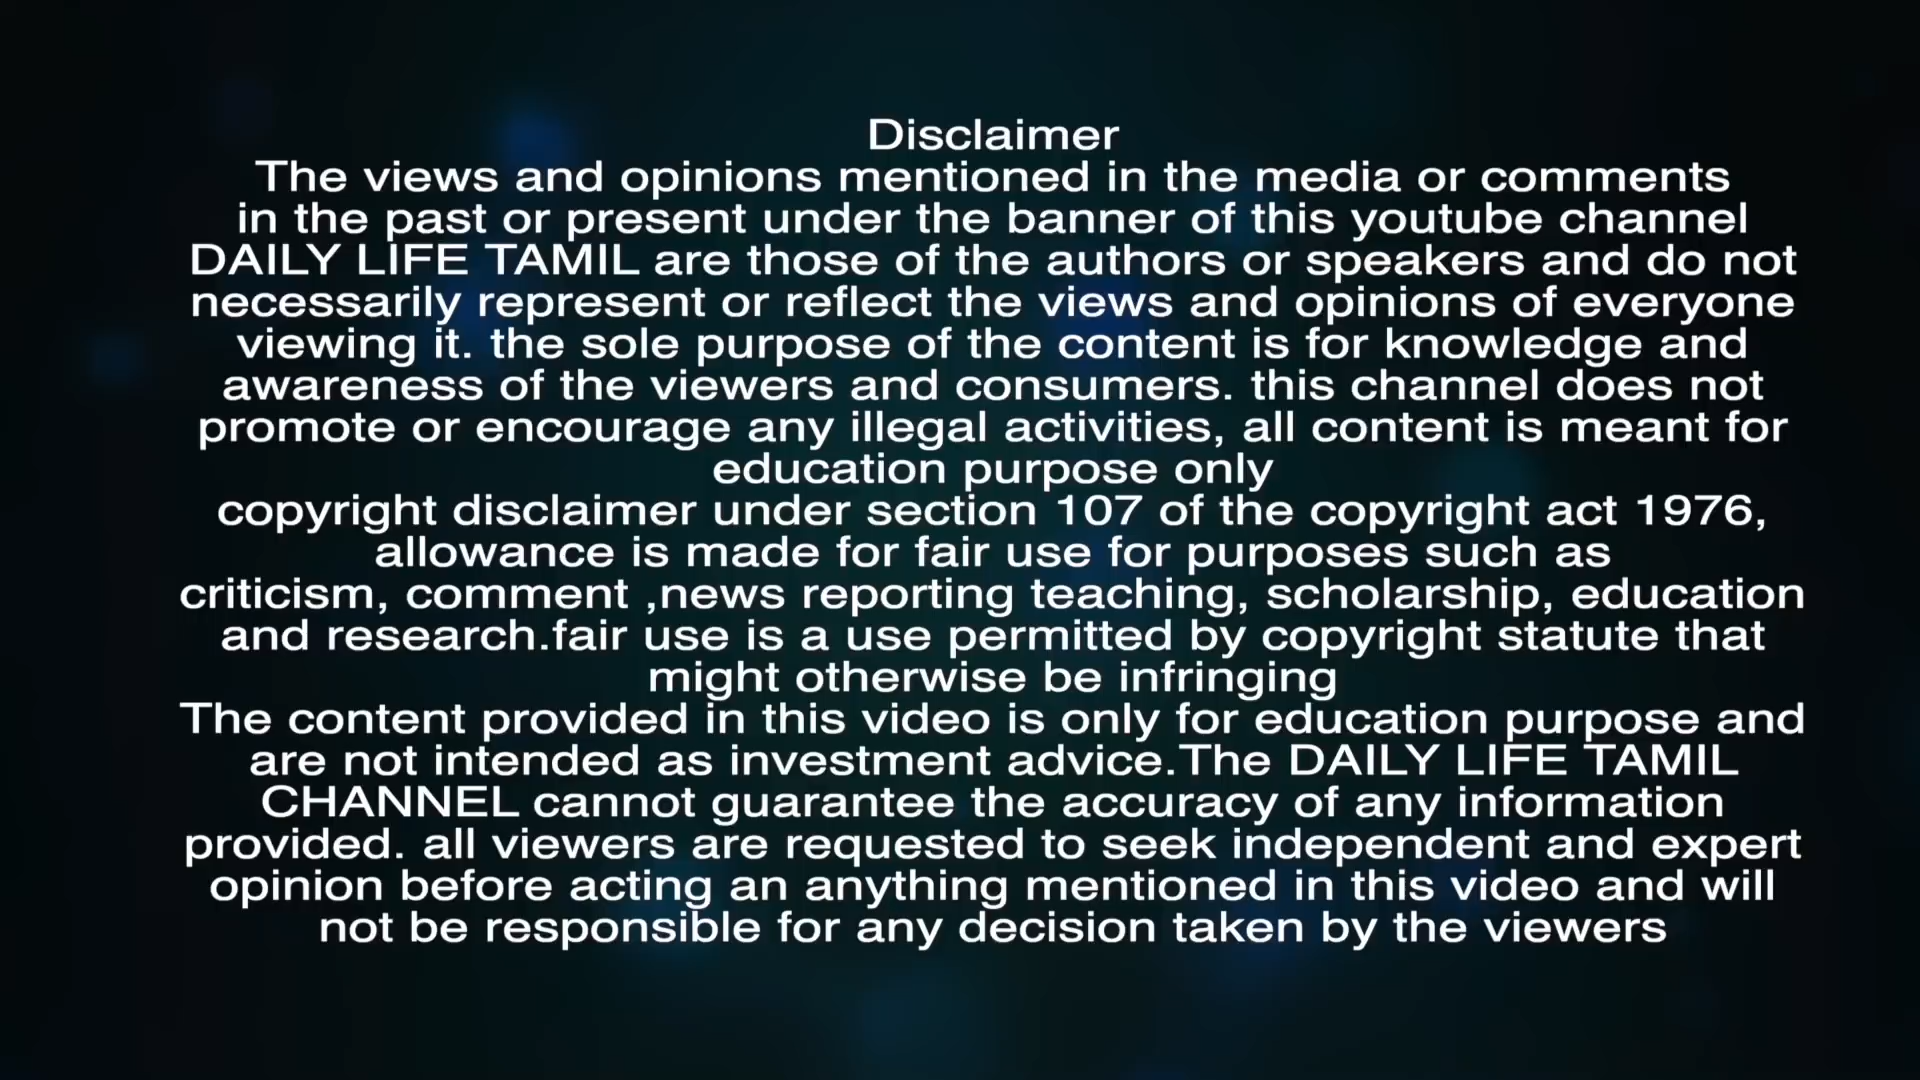 Disclaimer
The views and opinions mentioned in the media or comments
in the past or present under the banner of this youtube channel
DAILY LIFE TAMIL are those of the authors or speakers and do not
necessarily represent or reflect the views and opinions of everyone
viewing it. the sole purpose of the content is for knowledge and
awareness of the viewers and consumers. this channel does not
promote or encourage any illegal activities, all content is meant for
education purpose only
copyright disclaimer under section 107 of the copyright act 1976,
allowance is made for fair use for purposes such as
criticism, comment ,news reporting teaching, scholarship, education
and research.fair use is a use permitted by copyright statute that
might otherwise be infringing
The content provided in this video is only for education purpose and
are not intended as investment advice.The DAILY LIFE TAMIL
CHANNEL cannot guarantee the accuracy of any information
provided. all viewers are requested to seek independent and expert
opinion before acting an anything mentioned in this video and will
not be responsible for any decision taken by the viewers